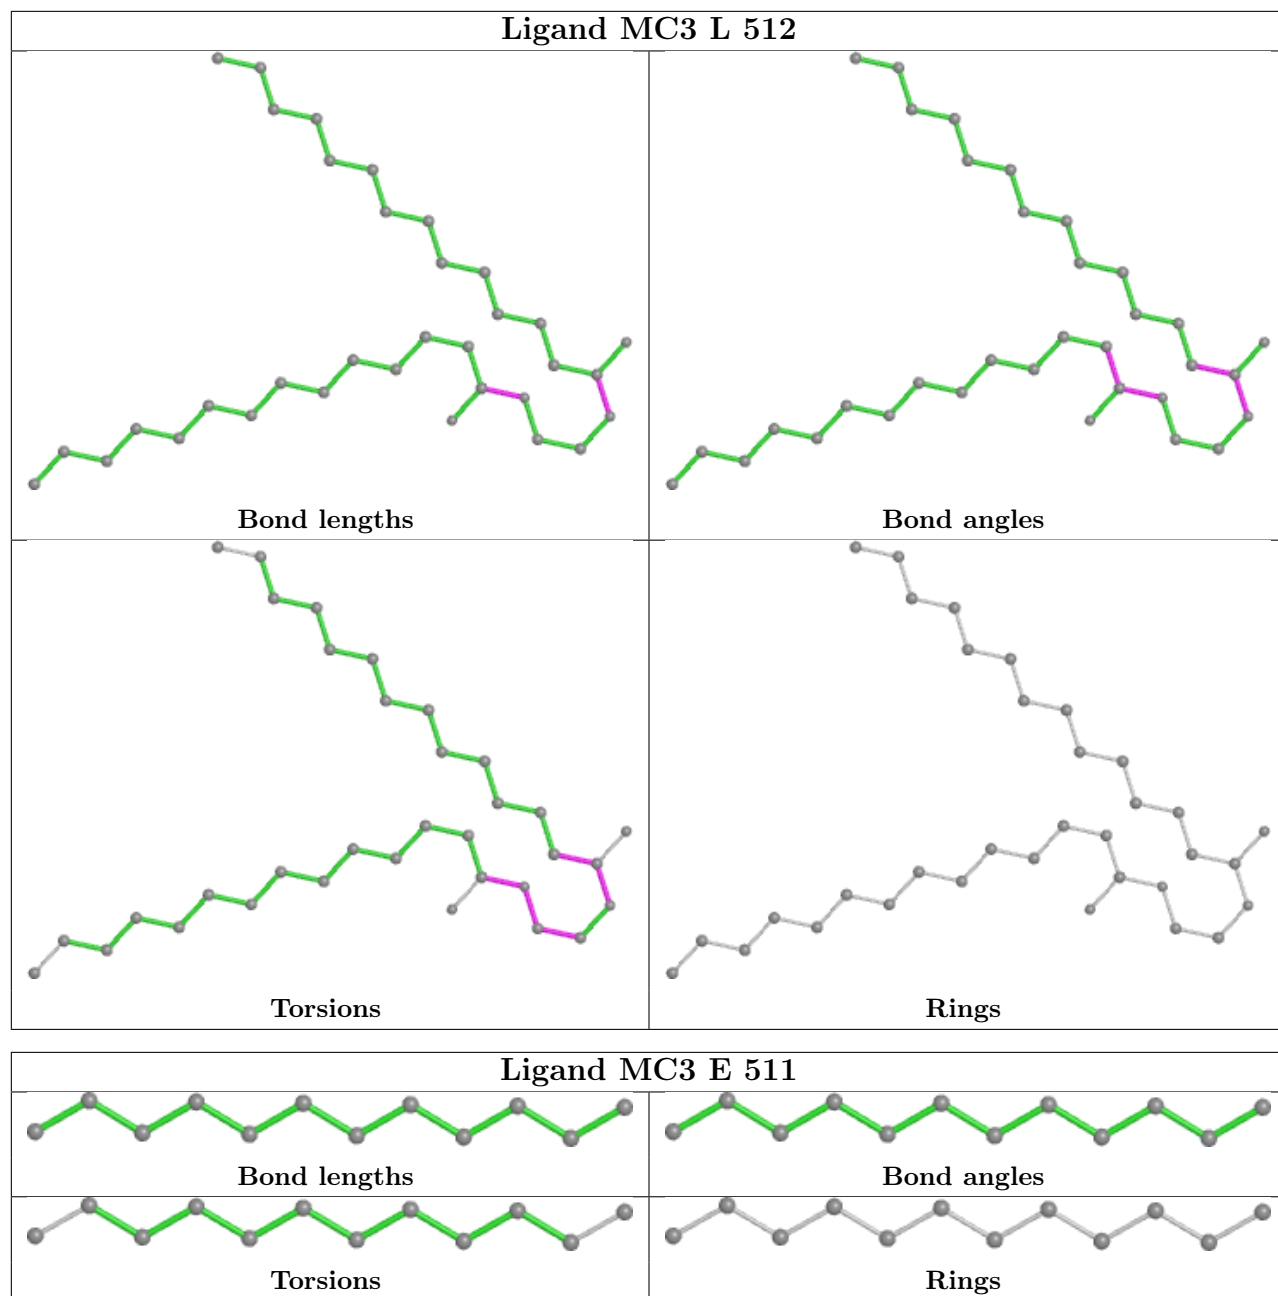 Ligand MC3 L 512
Bond lengths
Bond angles
Torsions
Rings
Ligand MC3 E 511
Bond lengths
Bond angles
Torsions
Rings